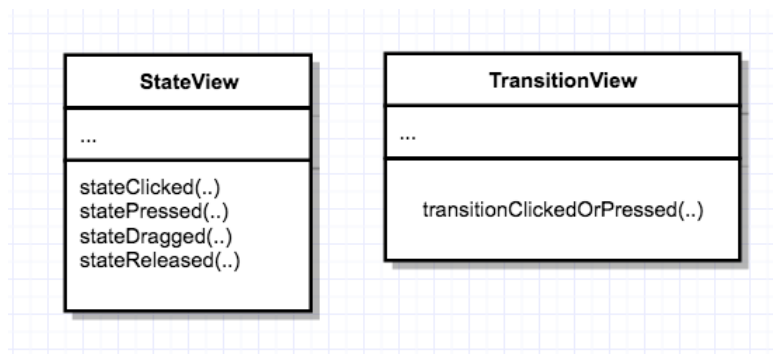 StateView
...
stateClicked(..)
statePressed(..)
stateDragged(..)
stateReleased(..)
TransitionView
...
transitionClickedOrPressed(..)